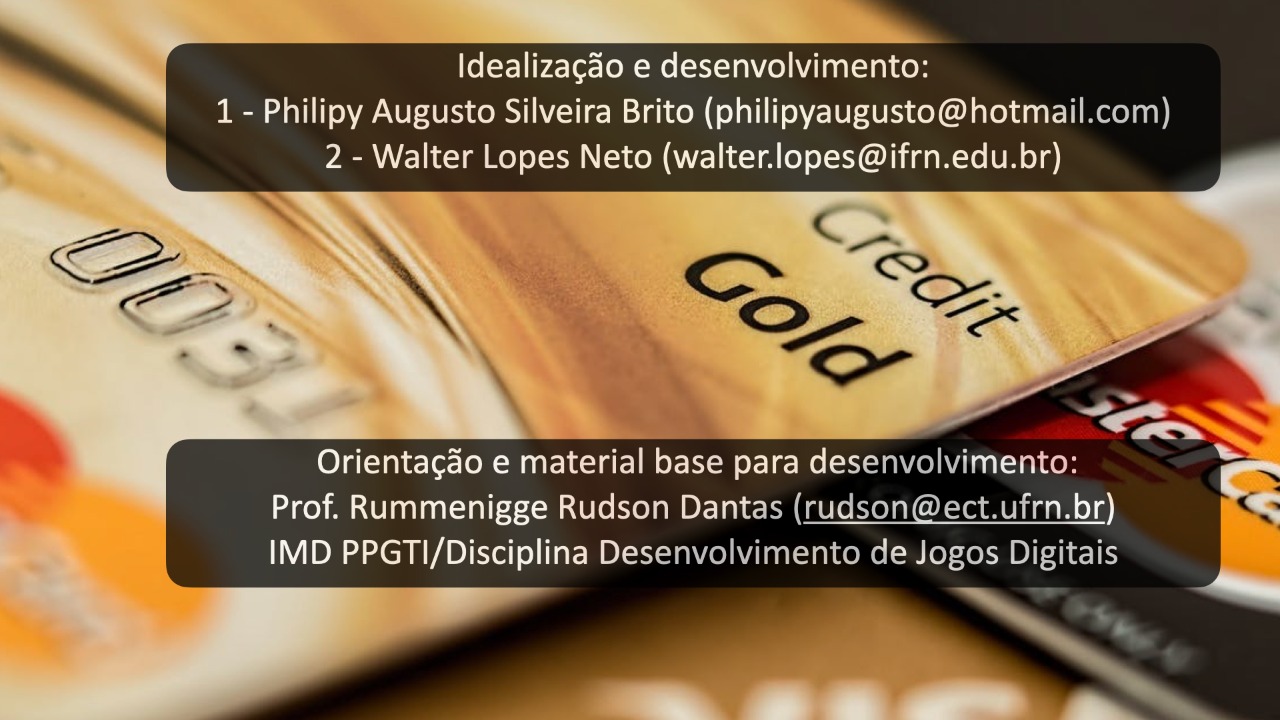 Idealização e desenvolvimento:
1 - Philipy Augusto Silveira Brito (philipyaugusto@hotmail.com)
2 - Walter Lopes Neto (walter.lopes@ifrn.edu.br)
Credit
Gold
0031
Orientação e material base para desenvolvimento:
Prof. Rummenigge Rudson Dantas (rudson@ect.ufrn.br)
IMD PPGTI/Disciplina Desenvolvimento de Jogos Digitais